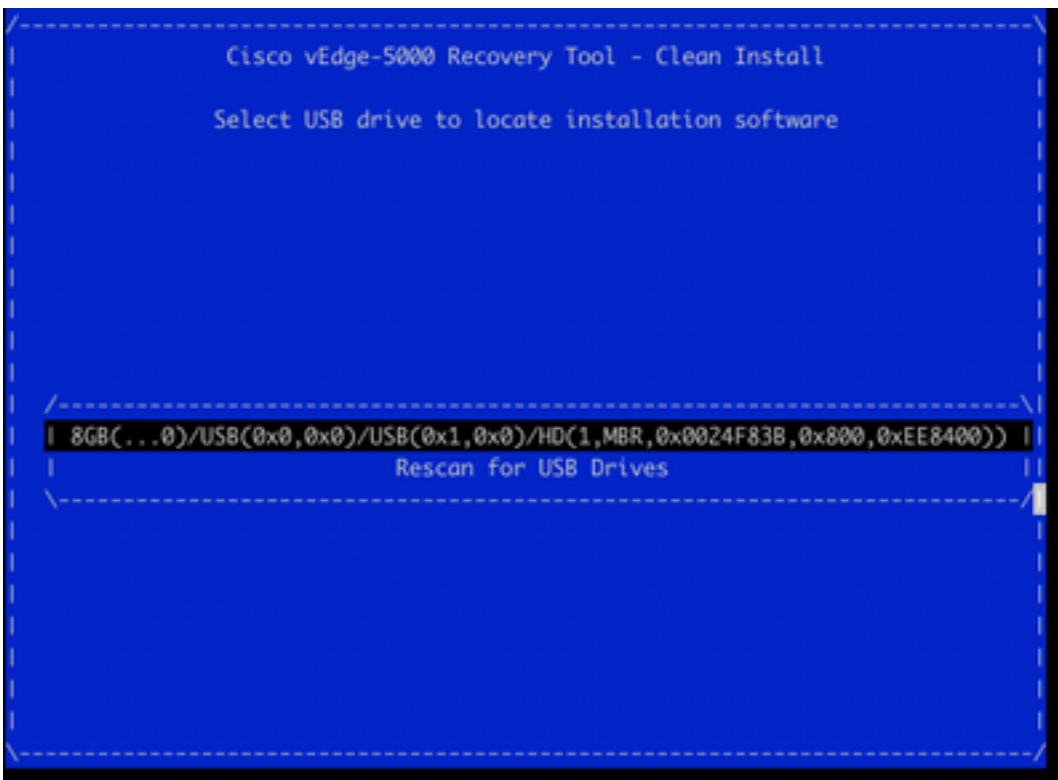 Cisco vEdge-5000 Recovery Tool - Clean Install
Select USB drive to locate installation software
8GB(...0)/USB(0x0,0x0)/USB(0x1,0x0)/HD(1,MBR,0x0024F83B,0x800,0xEE8400))
Rescan for USB Drives